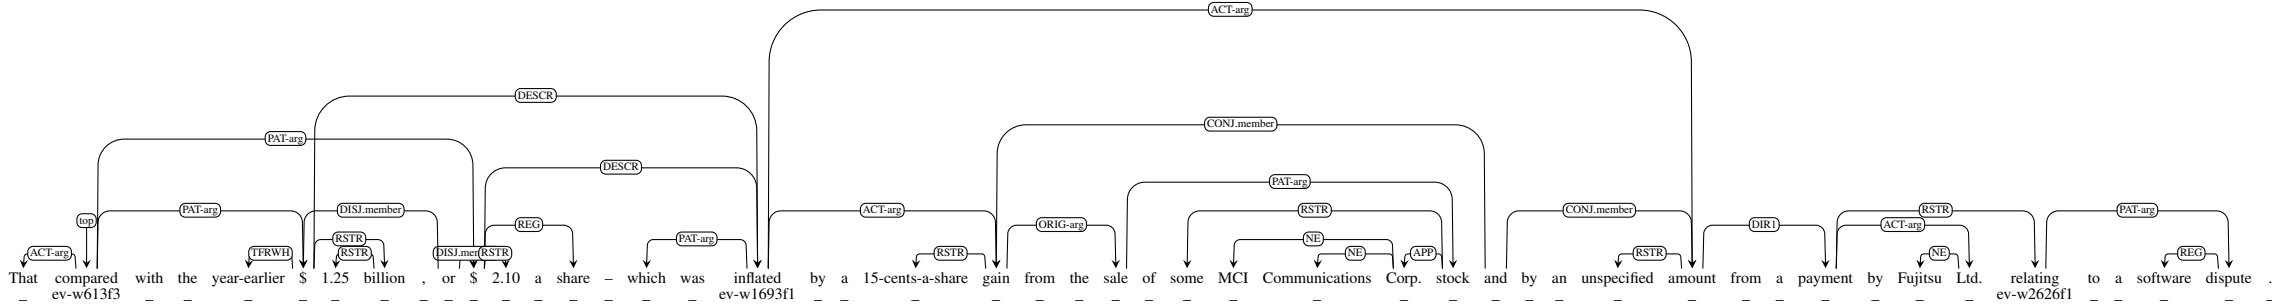 ACT-arg
DESCR
CONJ.member
PAT-arg
DESCR
PAT-arg
top PAT-arg DISJ.member ACT-arg RSTR CONJ.member RSTR PAT-arg
REG ORIG-arg DIR1 ACT-arg
RSTR PAT-arg NE
ACT-arg TFRWH RSTR RSTR RSTR NE APP RSTR NE REG
That compared with the year-earlier $ 1.25 billion , or $ 2.10 a share – which was inflated by a 15-cents-a-share gain from the sale of some MCI Communications Corp. stock and by an unspecified amount from a payment by Fujitsu Ltd. relating to a software dispute .
_ ev-w613f3 _ _ _ _ _ _ _ _ _ _ _ _ _ _ _ ev-w1693f1 _ _ _ _ _ _ _ _ _ _ _ _ _ _ _ _ _ _ _ _ _ _ _ _ ev-w2626f1 _ _ _ _ _